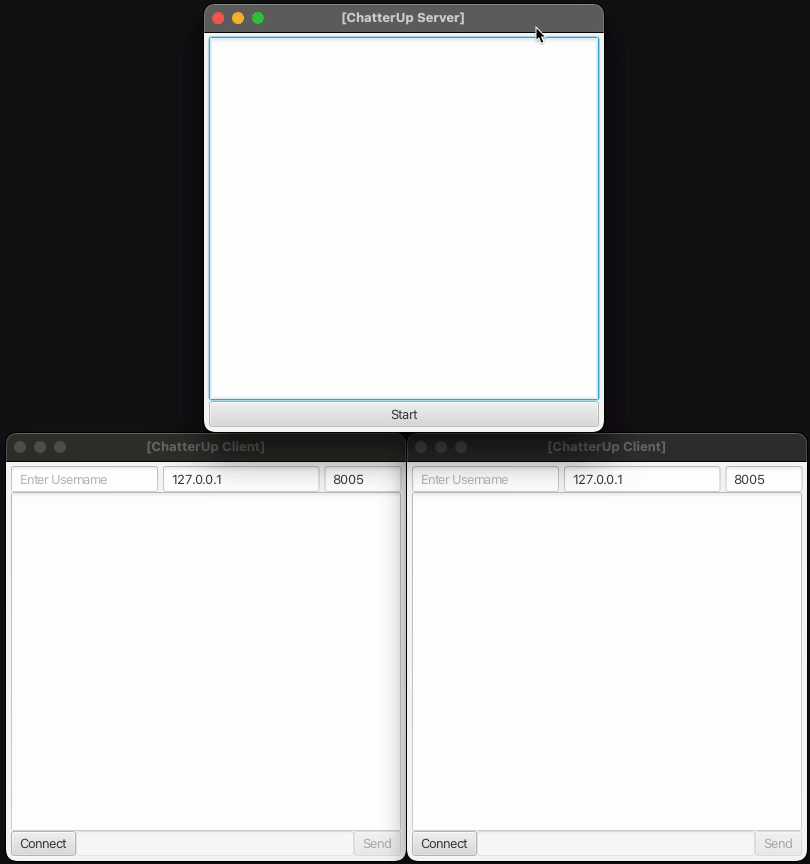 [ChatterUp Server]
Start
[ChatterUp Client]
Enter Username 127.0.0.1 8005
Connect Send
[ChatterUp Client]
Enter Username 127.0.0.1 8005
Connect Send